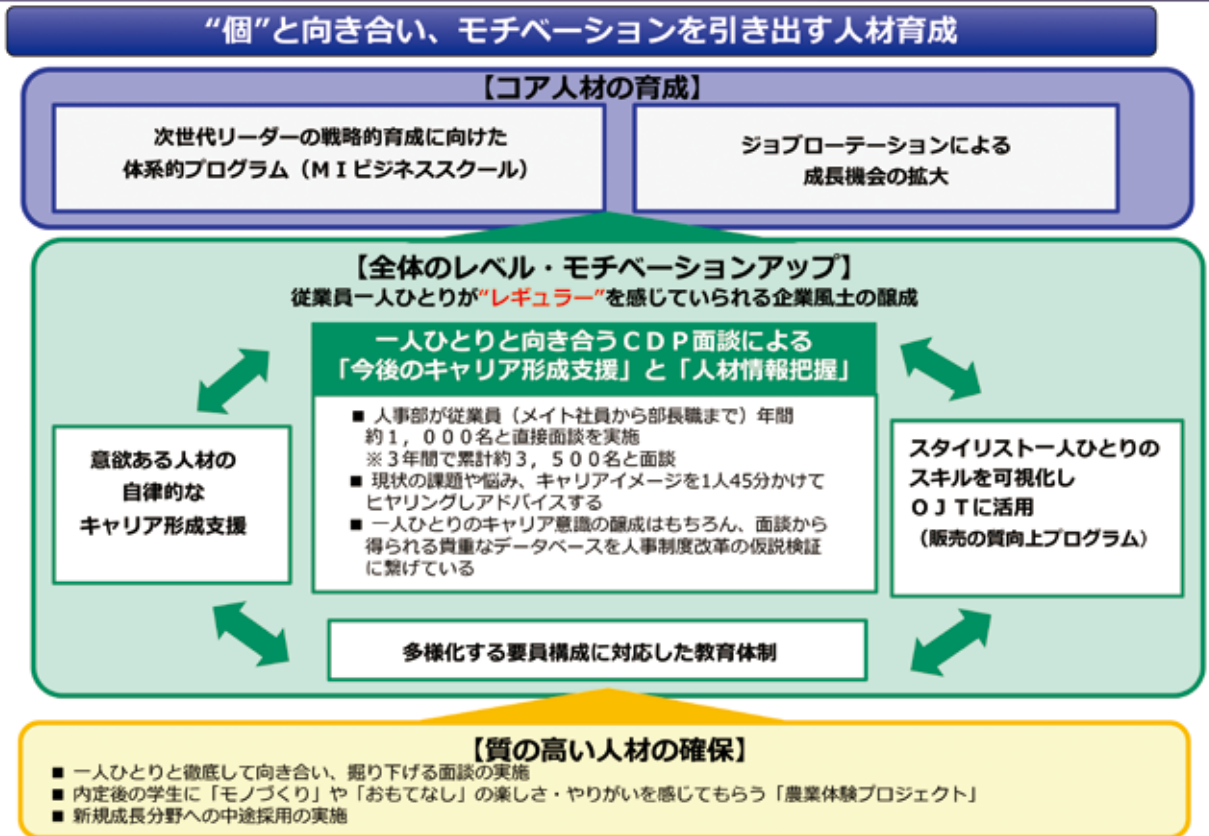 “個”と向き合い、モチベーションを引き出す人材育成
【コア人材の育成】
次世代リーダーの戦略的育成に向けた
体系的プログラム（ＭＩビジネススクール）
ジョブローテーションによる
成長機会の拡大
【全体のレベル・モチベーションアップ】
従業員一人ひとりが“レギュラー”を感じていられる企業風土の醸成
一人ひとりと向き合うＣＤＰ面談による
「今後のキャリア形成支援」と「人材情報把握」
■ 人事部が従業員（メイト社員から部長職まで）年間
約１，０００名と直接面談を実施
※３年間で累計約３，５００名と面談
■ 現状の課題や悩み、キャリアイメージを1人45分かけて
ヒヤリングしアドバイスする
■ 一人ひとりのキャリア意識の醸成はもちろん、面談から
得られる貴重なデータベースを人事制度改革の仮説検証
に繋げている
意欲ある人材の
自律的な
キャリア形成支援
スタイリスト一人ひとりの
スキルを可視化し
ＯＪＴに活用
（販売の質向上プログラム）
多様化する要員構成に対応した教育体制
【質の高い人材の確保】
■ 一人ひとりと徹底して向き合い、掘り下げる面談の実施
■ 内定後の学生に「モノづくり」や「おもてなし」の楽しさ・やりがいを感じてもらう「農業体験プロジェクト」
■ 新規成長分野への中途採用の実施